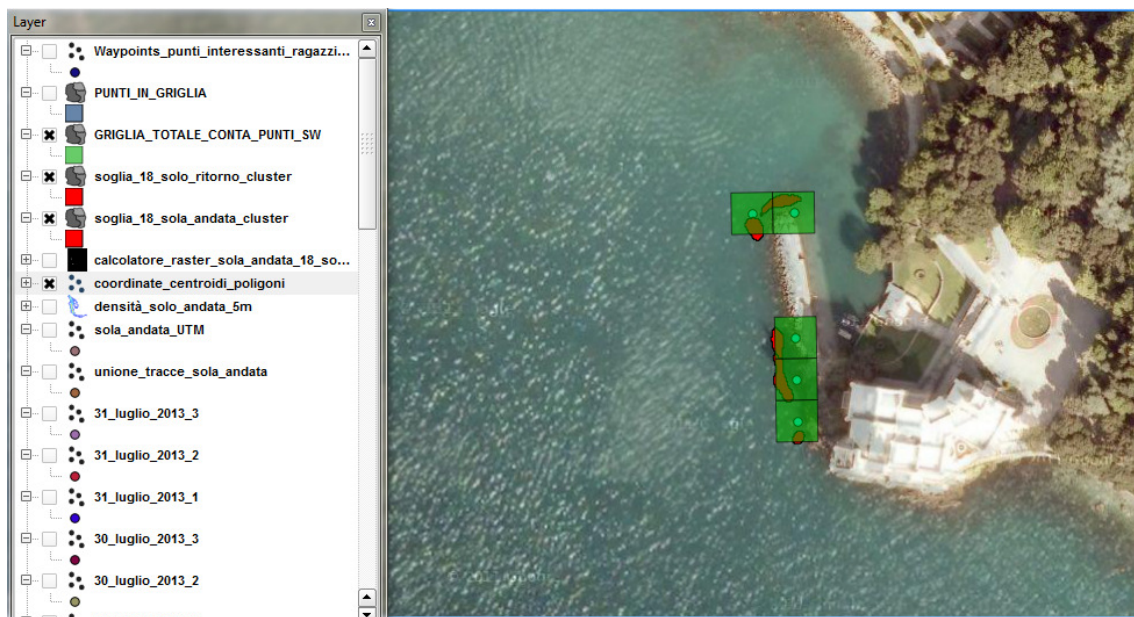 Layer
Waypoints_punti_interessanti_ragazzi...
PUNTI_IN_GRIGLIA
GRIGLIA_TOTALE_CONTA_PUNTI_SW
soglia_18_solo_ritorno_cluster
soglia_18_sola_andata_cluster
calcolatore_raster_sola_andata_18_so...
coordinate_centroidi_poligoni
densità_solo_andata_5m
sola_andata_UTM
unione_tracce_sola_andata
31_luglio_2013_3
31_luglio_2013_2
31_luglio_2013_1
30_luglio_2013_3
30_luglio_2013_2